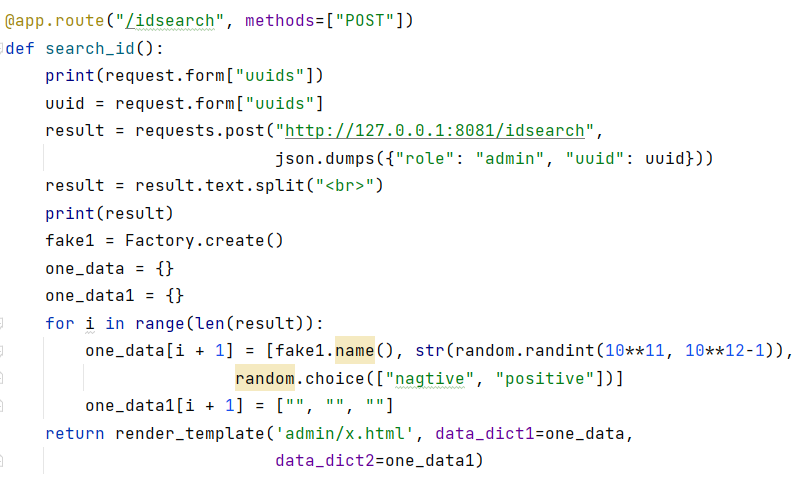 @app.route("/idsearch", methods=["POST"])
def search_id():
    print(request.form["uuids"])
    uuid = request.form["uuids"]
    result = requests.post("http://127.0.0.1:8081/idsearch",
                           json.dumps({"role": "admin", "uuid": uuid}))
    result = result.text.split("<br>")
    print(result)
    fake1 = Factory.create()
    one_data = {}
    one_data1 = {}
    for i in range(len(result)):
        one_data[i + 1] = [fake1.name(), str(random.randint(10**11, 10**12-1)),
                       random.choice(["nagtive", "positive"])]
        one_data1[i + 1] = ["", "", ""]
    return render_template('admin/x.html', data_dict1=one_data,
                           data_dict2=one_data1)